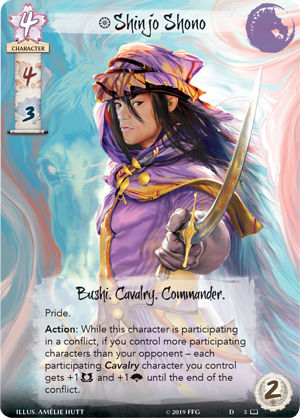 4
Shinjo Shono
CHARACTER
4
3
Bushi. Cavalry. Commander.
Pride.
Action: While this character is participating
in a conflict, if you control more participating
characters than your opponent – each
participating Cavalry character you control
gets +1 and +1 until the end of the
conflict.
2
ILLUS. AMÉLIE HUTT
© 2019 FFG
D 5